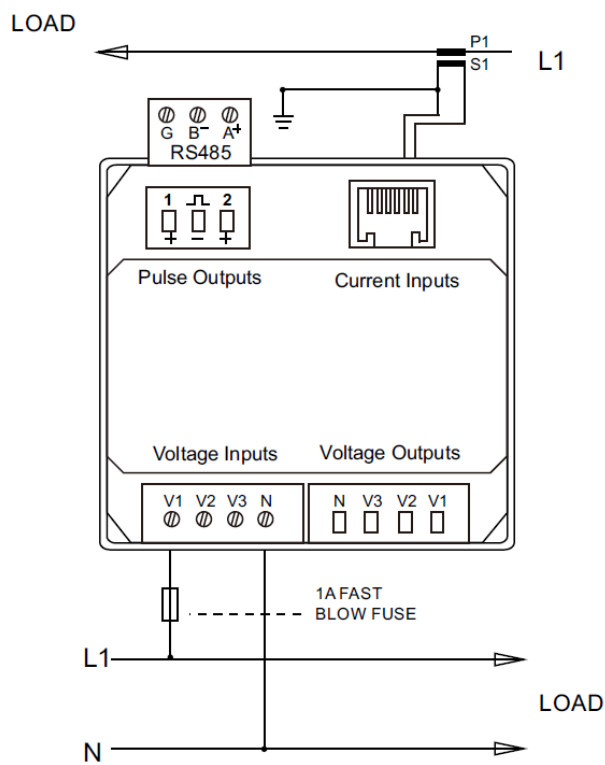 LOAD
P1
S1
L1
G B- A+
RS485
1 2
+ - +
Pulse Outputs
Current Inputs
Voltage Inputs
Voltage Outputs
V1 V2 V3 N
N V3 V2 V1
1A FAST
BLOW FUSE
L1
LOAD
N